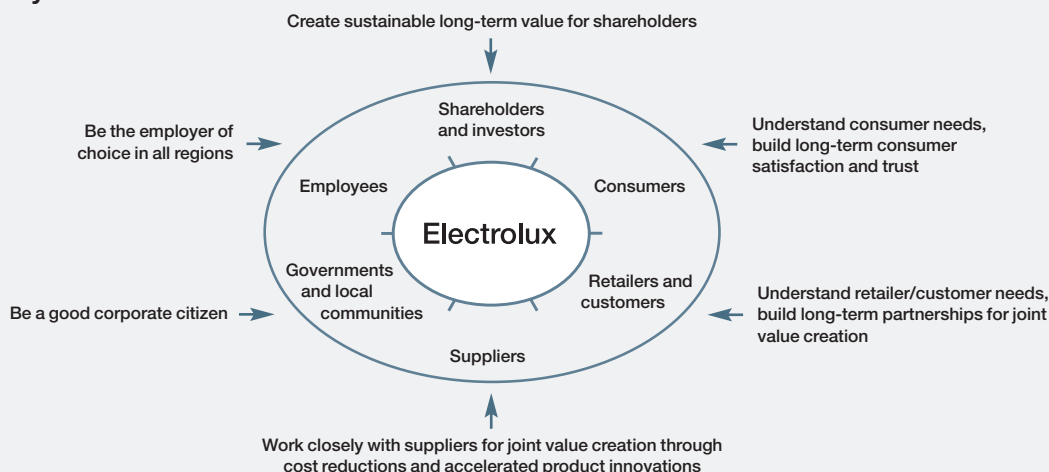 Create sustainable long-term value for shareholders
Shareholders
and investors
Be the employer of
choice in all regions
Understand consumer needs,
build long-term consumer
satisfaction and trust
Employees
Consumers
Electrolux
Governments
and local
communities
Retailers and
customers
Be a good corporate citizen
Understand retailer/customer needs,
build long-term partnerships for joint
value creation
Suppliers
Work closely with suppliers for joint value creation through
cost reductions and accelerated product innovations